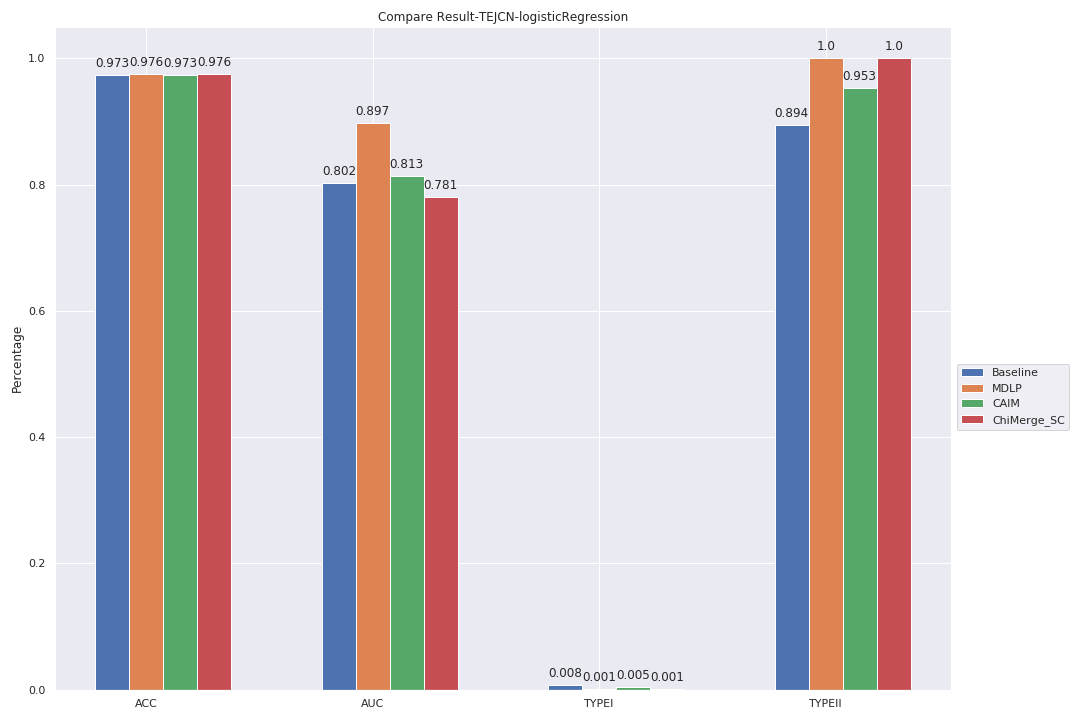 Compare Result-TEJCN-logisticRegression
Percentage
1.0
0.8
0.6
0.4
0.2
0.0
0.973 0.976 0.973 0.976
0.802 0.897 0.813 0.781
0.008 0.001 0.005 0.001
0.894 1.0 0.953 1.0
ACC AUC TYPEI TYPEII
Baseline
MDLP
CAIM
ChiMerge_SC